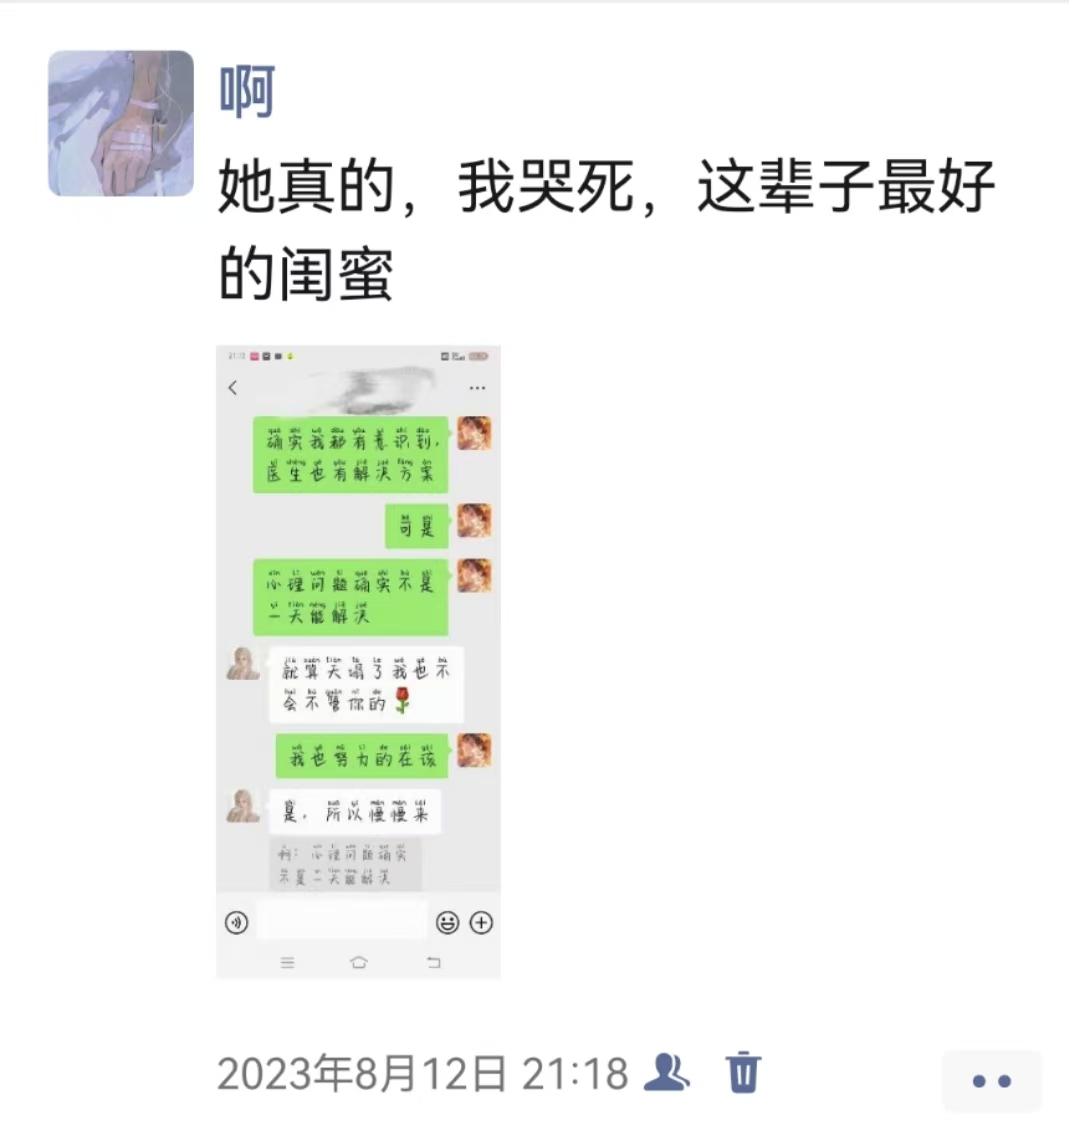 啊
她真的，我哭死，这辈子最好
的闺蜜
确实我都有意识到，
医生也有解决方案
可是
心理问题确实不是
一天能解决
就算天塌了我也不
会不管你的
我也努力的在该
是，所以慢慢来
啊：心理问题确实
不是一天能解决
2023年8月12日 21:18